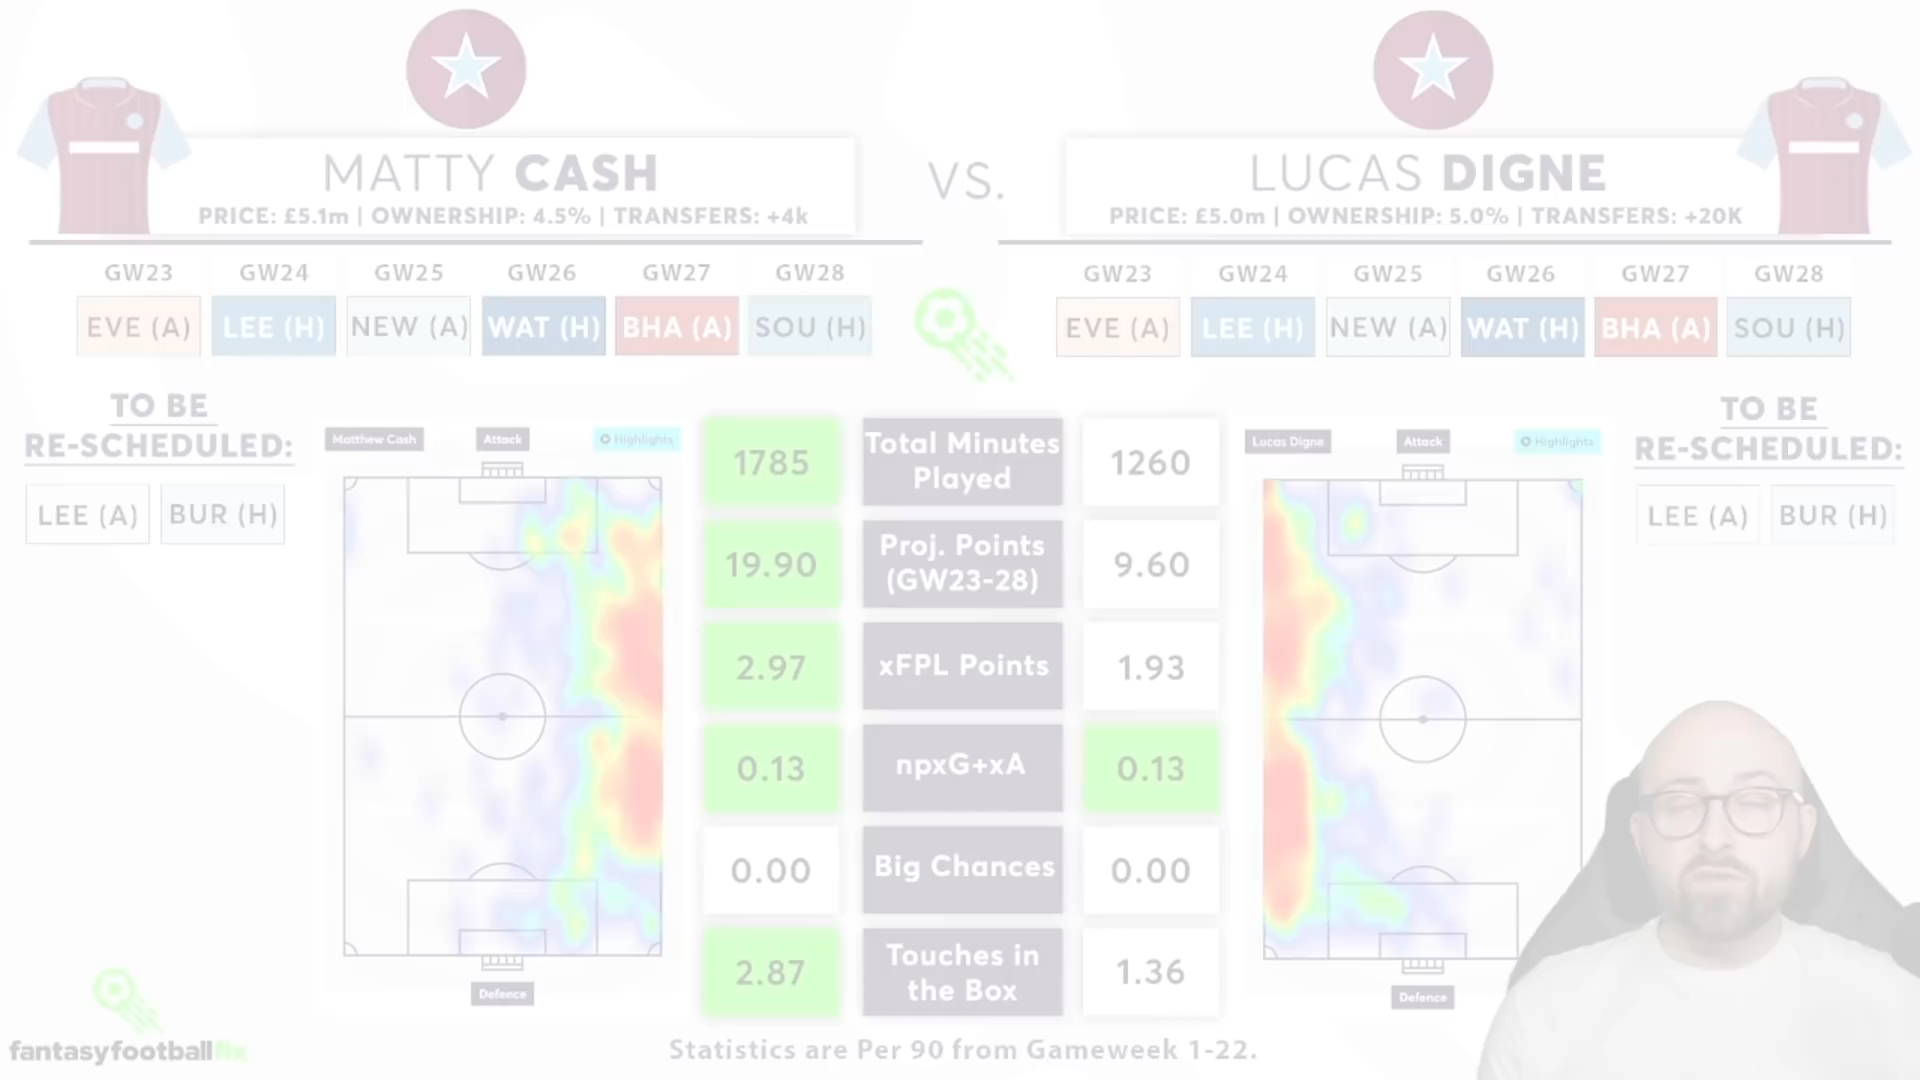 MATTY CASH
PRICE: £5.1m | OWNERSHIP: 4.5% | TRANSFERS: +4k
VS.
LUCAS DIGNE
PRICE: £5.0m | OWNERSHIP: 5.0% | TRANSFERS: +20K
GW23 GW24 GW25 GW26 GW27 GW28
EVE (A) LEE (H) NEW (A) WAT (H) BHA (A) SOU (H)
GW23 GW24 GW25 GW26 GW27 GW28
EVE (A) LEE (H) NEW (A) WAT (H) BHA (A) SOU (H)
TO BE
RE-SCHEDULED:
LEE (A) BUR (H)
Matthew Cash Attack Highlights
Defence
1785 Total Minutes Played 1260
19.90 Proj. Points (GW23-28) 9.60
2.97 xFPL Points 1.93
0.13 npxG+xA 0.13
0.00 Big Chances 0.00
2.87 Touches in the Box 1.36
Lucas Digne Attack Highlights
Defence
TO BE
RE-SCHEDULED:
LEE (A) BUR (H)
fantasyfootballfix
Statistics are Per 90 from Gameweek 1-22.